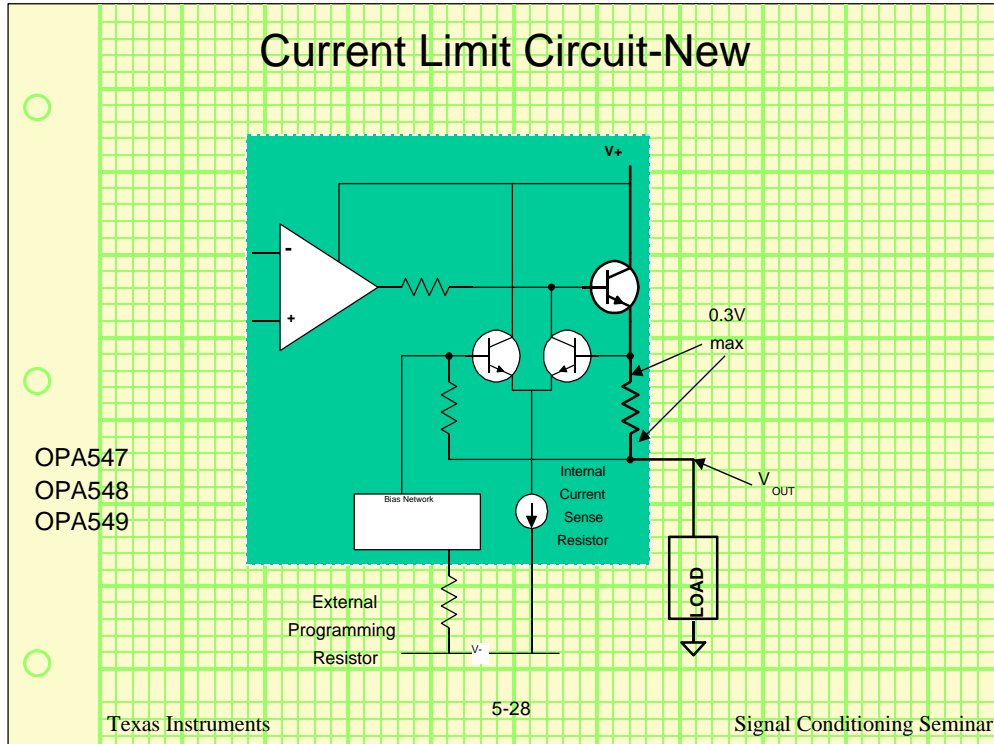 Current Limit Circuit-New
V+
-
+
0.3V
max
OPA547
OPA548
OPA549
Bias Network
Internal
Current
Sense
Resistor
VOUT
LOAD
External
Programming
Resistor
V-
5-28
Texas Instruments
Signal Conditioning Seminar